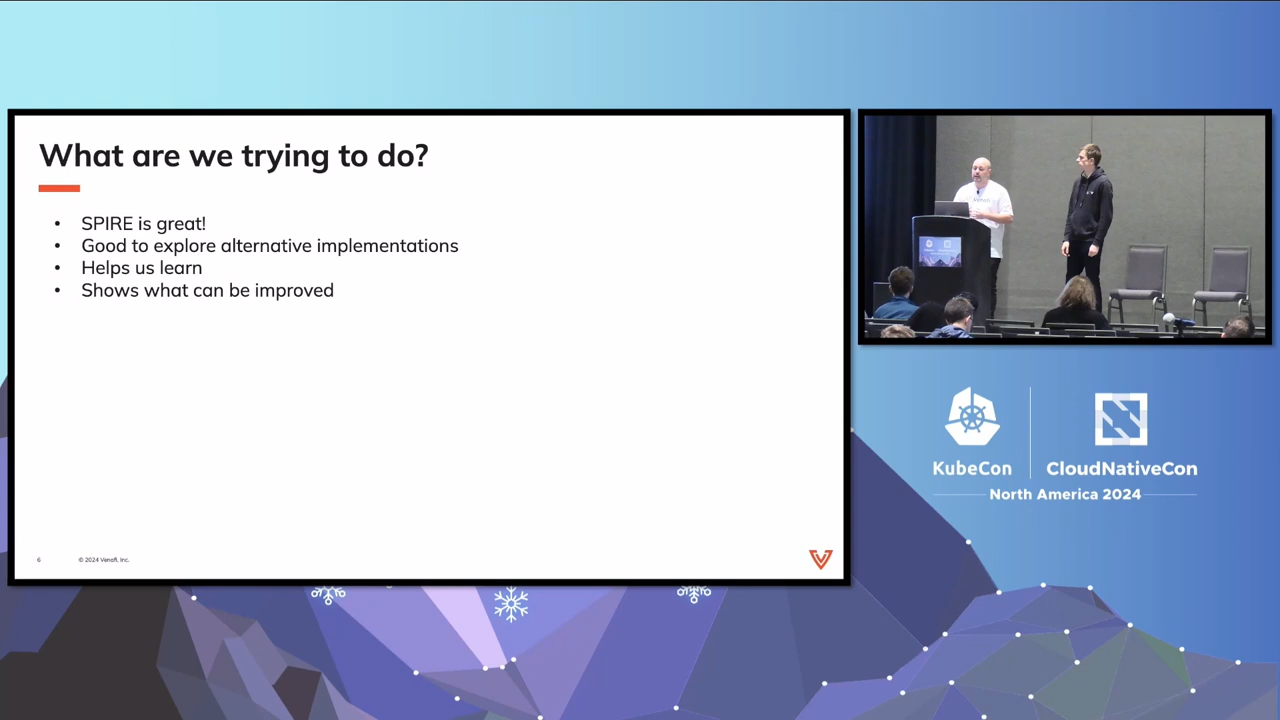 What are we trying to do?
• SPIRE is great!
• Good to explore alternative implementations
• Helps us learn
• Shows what can be improved
6
© 2024 Venafi, Inc.
KubeCon
CloudNativeCon
North America 2024